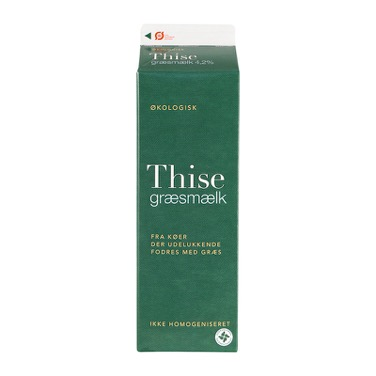 Thise
græsmælk 4,2%
ØKOLOGISK
Thise
græsmælk
FRA KØER
DER UDELUKKENDE
FODRES MED GRÆS
IKKE HOMOGENISERET